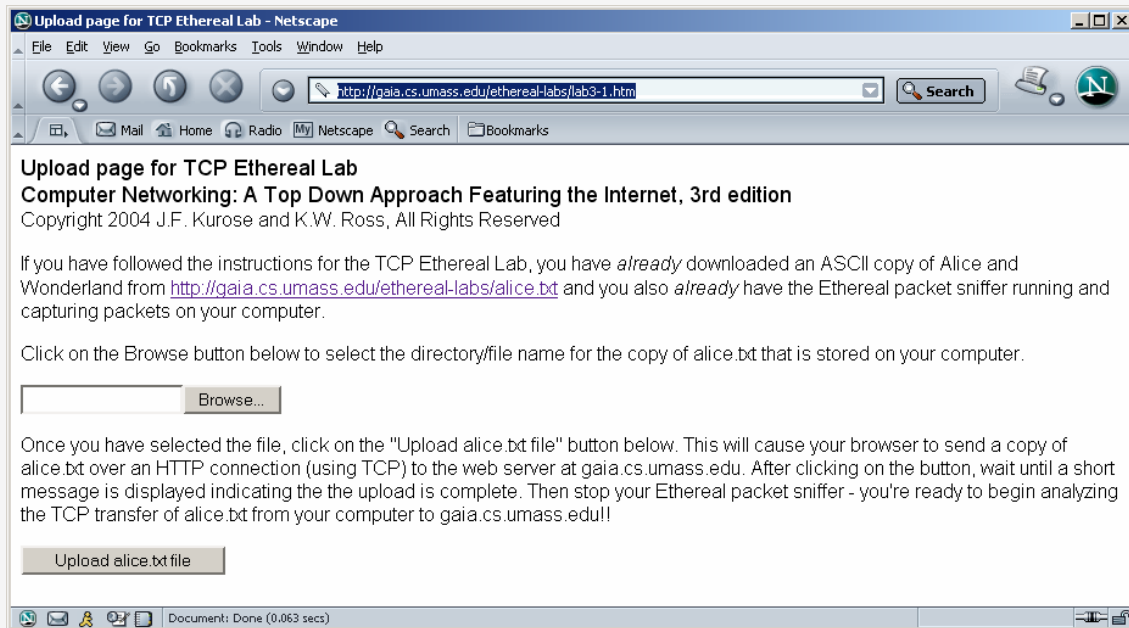 Upload page for TCP Ethereal Lab - Netscape
File Edit View Go Bookmarks Tools Window Help
http://gaia.cs.umass.edu/ethereal-labs/lab3-1.htm Search N
Mail Home Radio My Netscape Search Bookmarks
Upload page for TCP Ethereal Lab
Computer Networking: A Top Down Approach Featuring the Internet, 3rd edition
Copyright 2004 J.F. Kurose and K.W. Ross, All Rights Reserved
If you have followed the instructions for the TCP Ethereal Lab, you have already downloaded an ASCII copy of Alice and
Wonderland from http://gaia.cs.umass.edu/ethereal-labs/alice.txt and you also already have the Ethereal packet sniffer running and
capturing packets on your computer.
Click on the Browse button below to select the directory/file name for the copy of alice.txt that is stored on your computer.
Browse...
Once you have selected the file, click on the "Upload alice.txt file" button below. This will cause your browser to send a copy of
alice.txt over an HTTP connection (using TCP) to the web server at gaia.cs.umass.edu. After clicking on the button, wait until a short
message is displayed indicating the the upload is complete. Then stop your Ethereal packet sniffer - you're ready to begin analyzing
the TCP transfer of alice.txt from your computer to gaia.cs.umass.edu!!
Upload alice.txt file
Document: Done (0.063 secs)